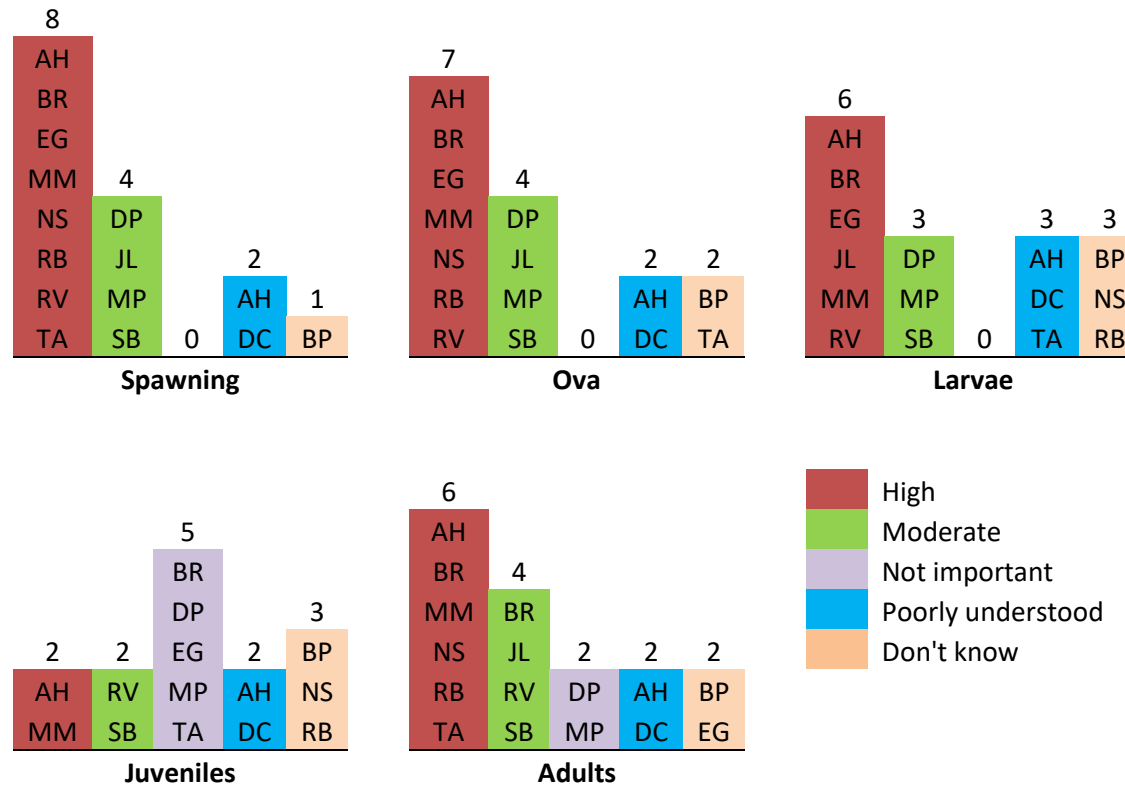 8
AH
BR
EG
MM
NS
RB
RV
TA
4
DP
JL
MP
SB
0
2
AH
DC
1
BP
Spawning
7
AH
BR
EG
MM
NS
RB
RV
4
DP
JL
MP
SB
0
2
AH
DC
2
BP
TA
Ova
6
AH
BR
EG
JL
MM
RV
3
DP
MP
SB
0
3
AH
DC
TA
3
BP
NS
RB
Larvae
2
AH
MM
2
RV
SB
5
BR
DP
EG
MP
TA
2
AH
DC
3
BP
NS
RB
Juveniles
6
AH
BR
MM
NS
RB
TA
4
BR
JL
RV
SB
2
DP
MP
2
AH
DC
2
BP
EG
Adults
High
Moderate
Not important
Poorly understood
Don't know